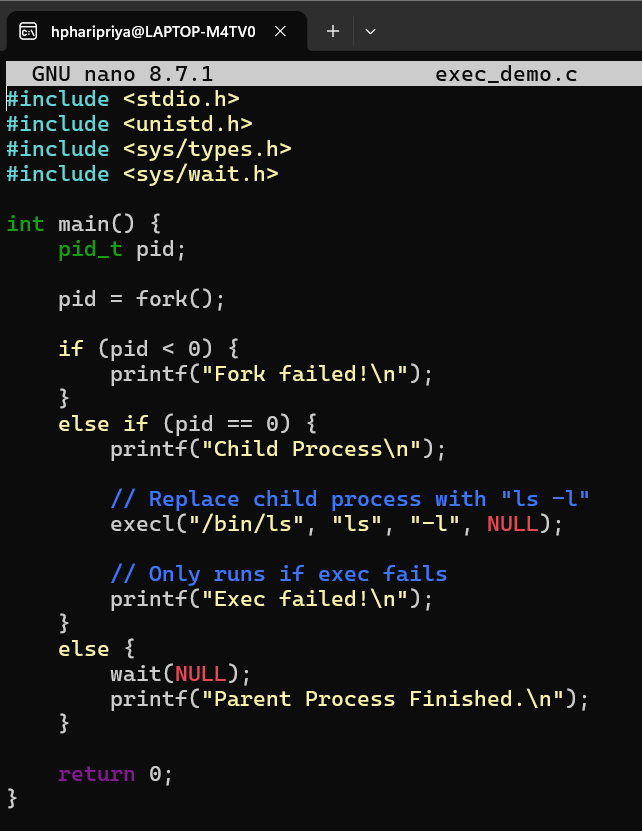 hpharipriya@LAPTOP-M4TV0
GNU nano 8.7.1 exec_demo.c
#include <stdio.h>
#include <unistd.h>
#include <sys/types.h>
#include <sys/wait.h>
int main() {
    pid_t pid;
    pid = fork();
    if (pid < 0) {
        printf("Fork failed!\n");
    }
    else if (pid == 0) {
        printf("Child Process\n");
        // Replace child process with "ls -l"
        execl("/bin/ls", "ls", "-l", NULL);
        // Only runs if exec fails
        printf("Exec failed!\n");
    }
    else {
        wait(NULL);
        printf("Parent Process Finished.\n");
    }
    return 0;
}